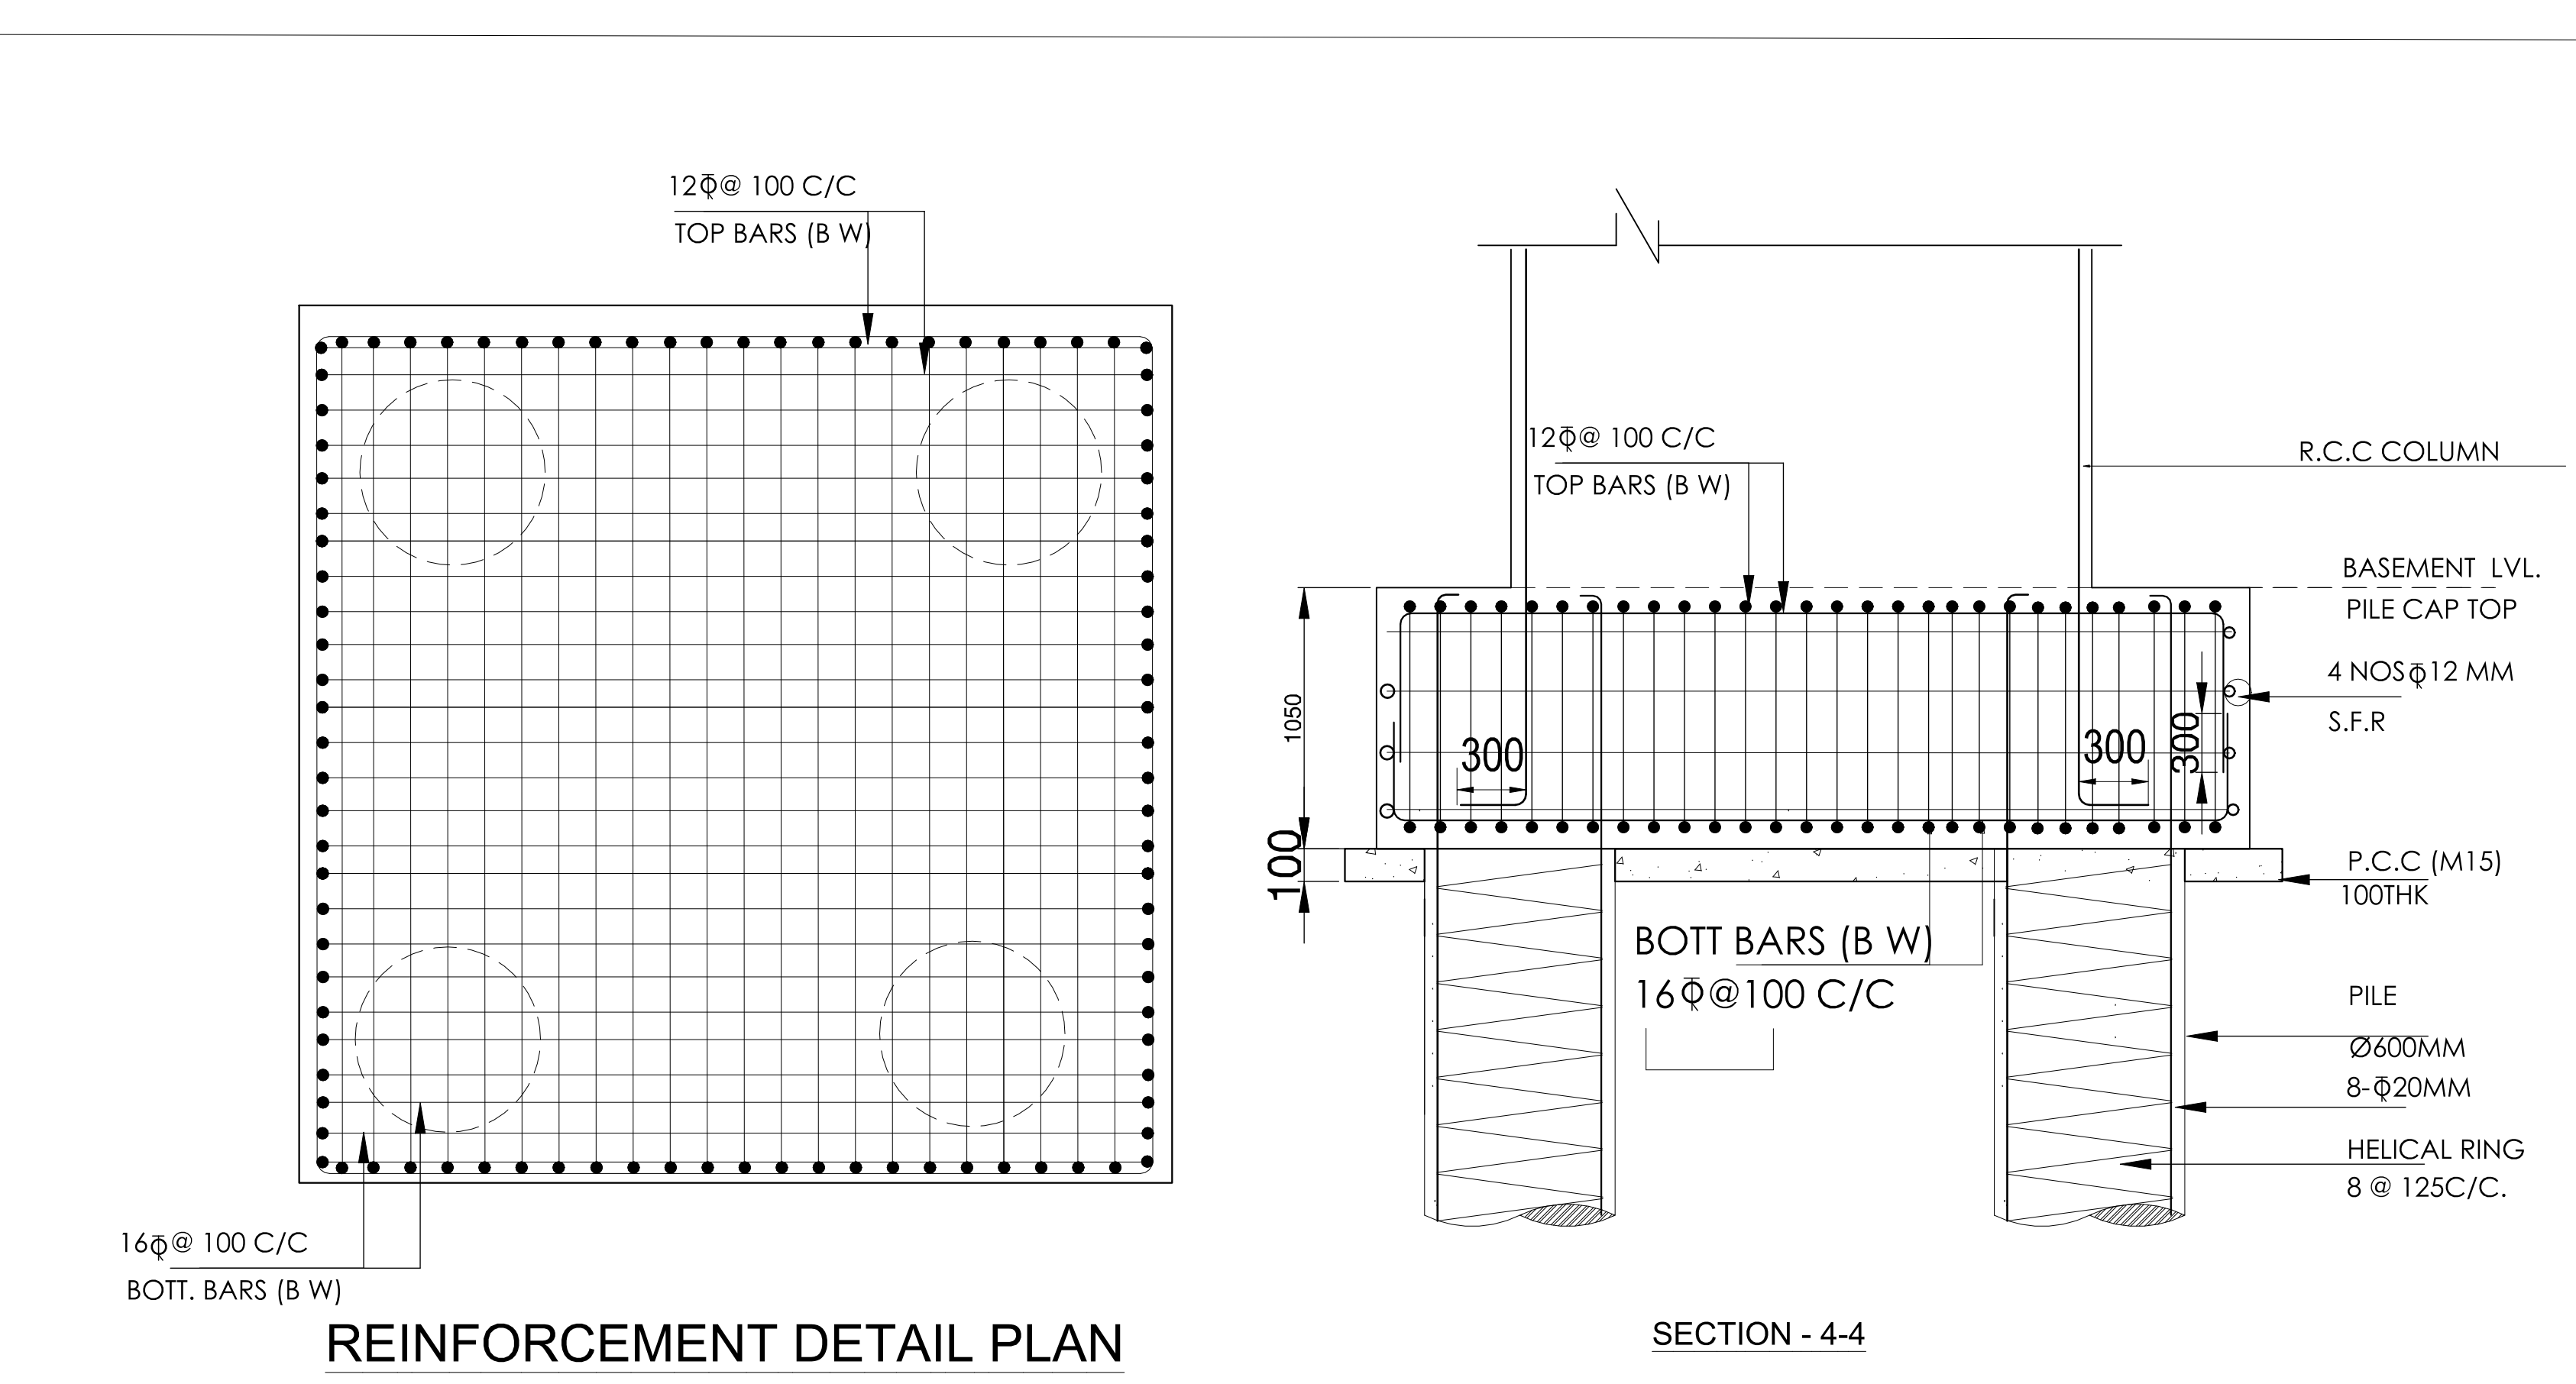 12Φ@ 100 C/C
TOP BARS (B W)
16Φ@ 100 C/C
BOTT. BARS (B W)
REINFORCEMENT DETAIL PLAN
12Φ@ 100 C/C
TOP BARS (B W)
R.C.C COLUMN
BASEMENT LVL.
PILE CAP TOP
4 NOSΦ12 MM
S.F.R
1050
300
300
300
100
P.C.C (M15)
100THK
BOTT BARS (B W)
16Φ@100 C/C
PILE
Ø600MM
8-Φ20MM
HELICAL RING
8 @ 125C/C.
SECTION - 4-4